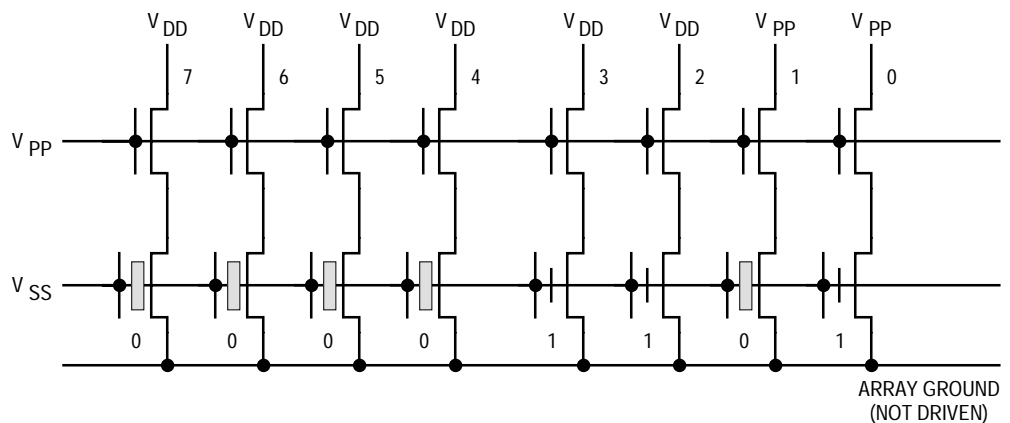 V DD V DD V DD V DD V DD V DD V PP V PP
7 6 5 4 3 2 1 0
V PP
V SS
0 0 0 0 1 1 0 1
ARRAY GROUND
(NOT DRIVEN)